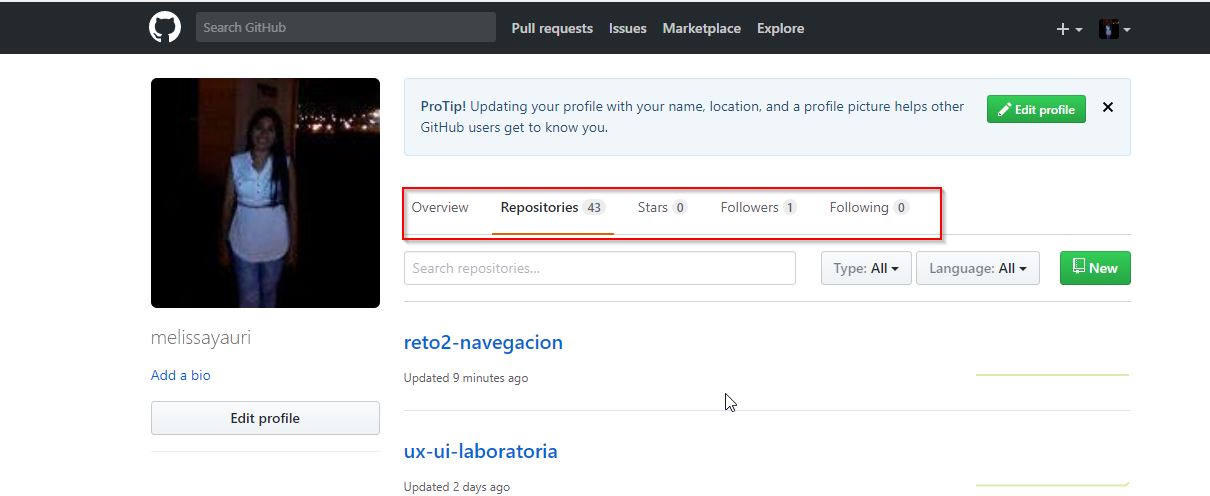 Search GitHub Pull requests Issues Marketplace Explore
ProTip! Updating your profile with your name, location, and a profile picture helps other
GitHub users get to know you.
Edit profile
Overview Repositories 43 Stars 0 Followers 1 Following 0
Search repositories... Type: All Language: All New
melissayauri
Add a bio
Edit profile
reto2-navegacion
Updated 9 minutes ago
ux-ui-laboratoria
Updated 2 days ago